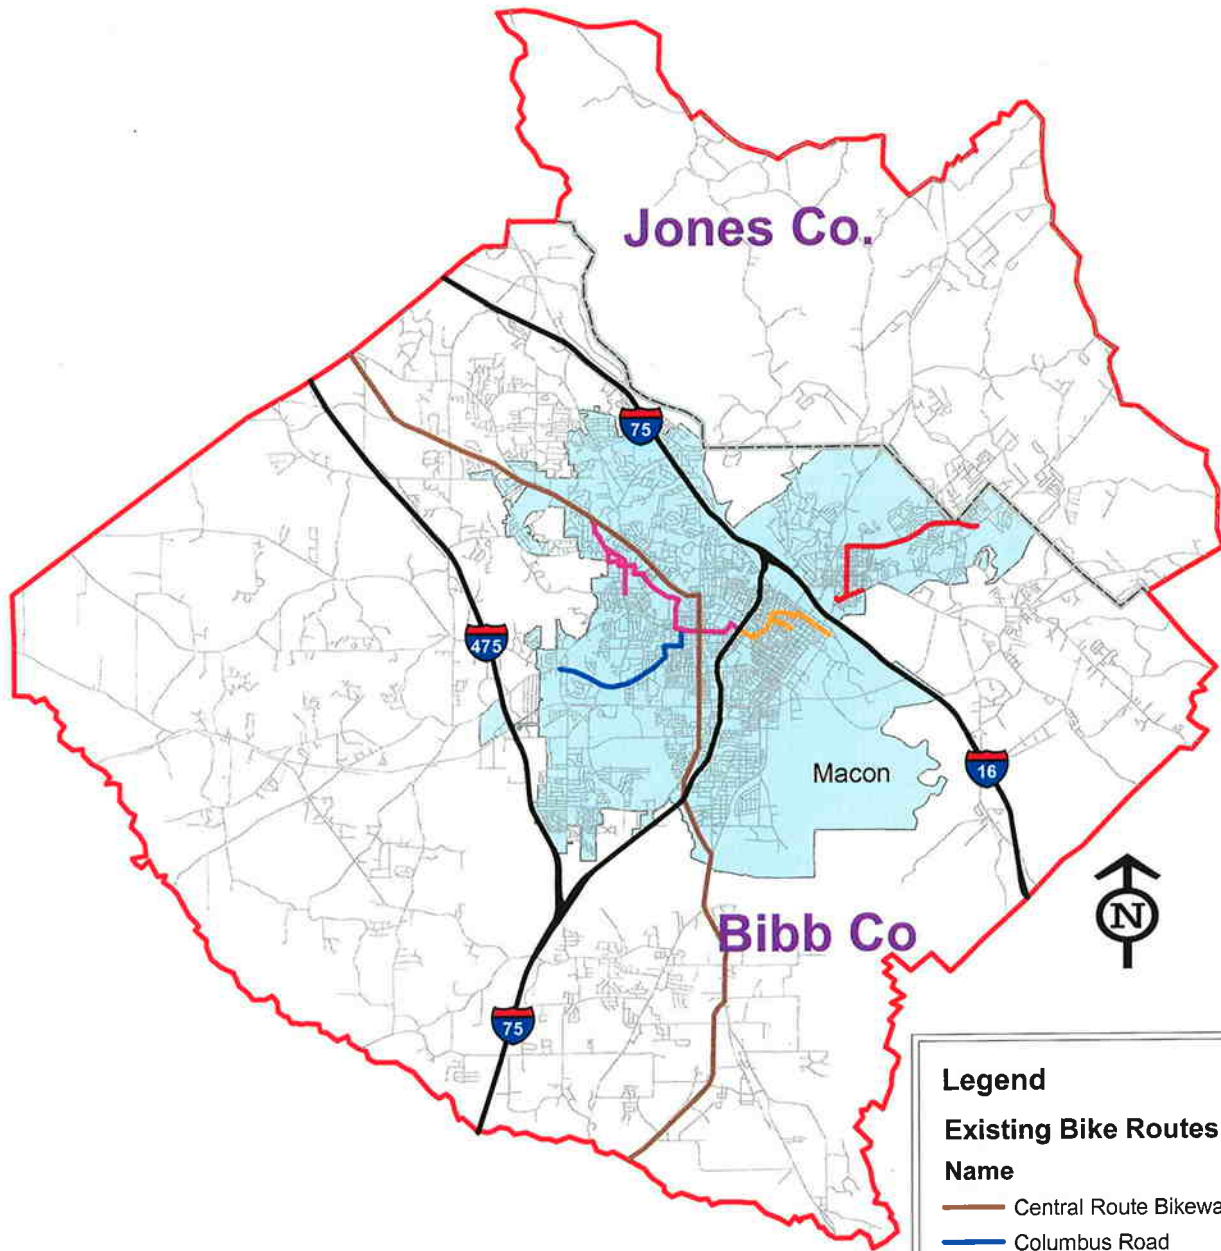 Jones Co.
75
475
Macon
16
Bibb Co
N
75
Legend
Existing Bike Routes
Name
Central Route Bikewa
Columbus Road